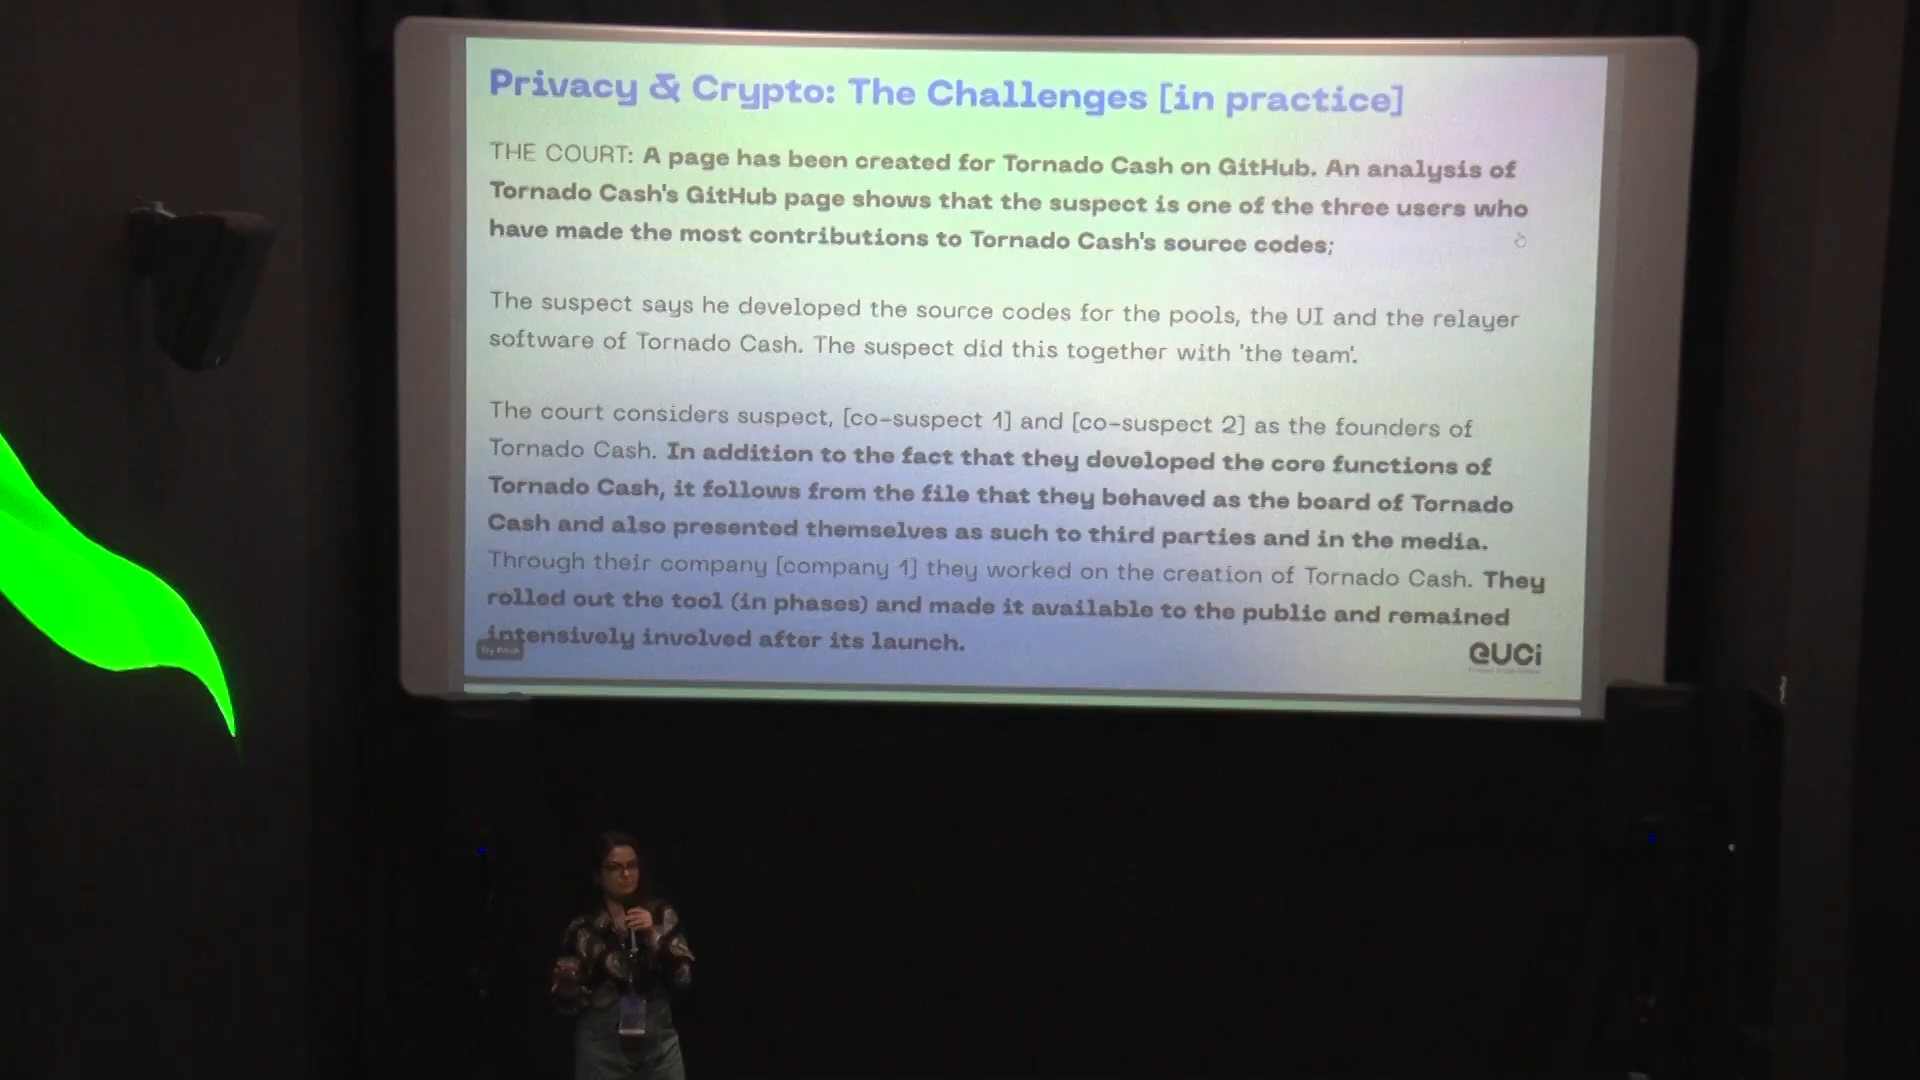 Privacy & Crypto: The Challenges [in practice]
THE COURT: A page has been created for Tornado Cash on GitHub. An analysis of
Tornado Cash's GitHub page shows that the suspect is one of the three users who
have made the most contributions to Tornado Cash's source codes;
The suspect says he developed the source codes for the pools, the UI and the relayer
software of Tornado Cash. The suspect did this together with 'the team'.
The court considers suspect, [co-suspect 1] and [co-suspect 2] as the founders of
Tornado Cash. In addition to the fact that they developed the core functions of
Tornado Cash, it follows from the file that they behaved as the board of Tornado
Cash and also presented themselves as such to third parties and in the media.
Through their company [company 1] they worked on the creation of Tornado Cash. They
rolled out the tool (in phases) and made it available to the public and remained
intensively involved after its launch.
Try Pitch
euci